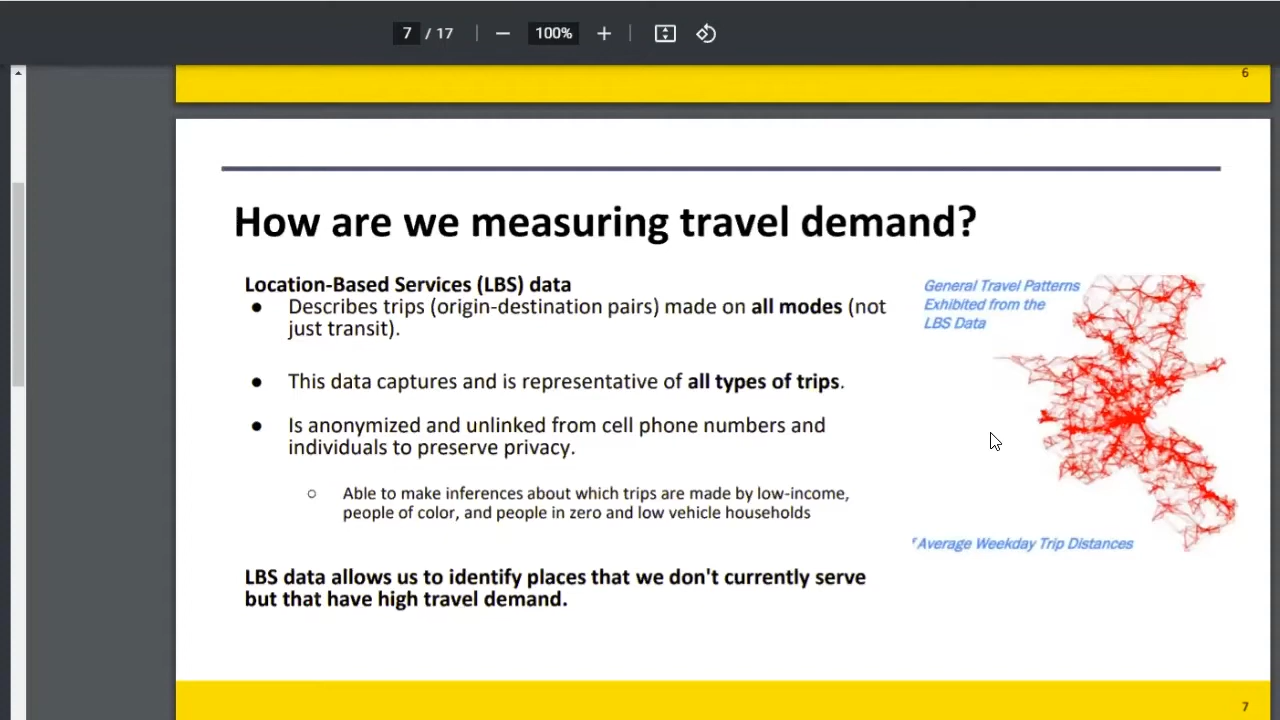 7 / 17
100%
6
How are we measuring travel demand?
Location-Based Services (LBS) data
● Describes trips (origin-destination pairs) made on all modes (not
just transit).
● This data captures and is representative of all types of trips.
● Is anonymized and unlinked from cell phone numbers and
individuals to preserve privacy.
○ Able to make inferences about which trips are made by low-income,
people of color, and people in zero and low vehicle households
LBS data allows us to identify places that we don't currently serve
but that have high travel demand.
General Travel Patterns
Exhibited from the
LBS Data
Average Weekday Trip Distances
7